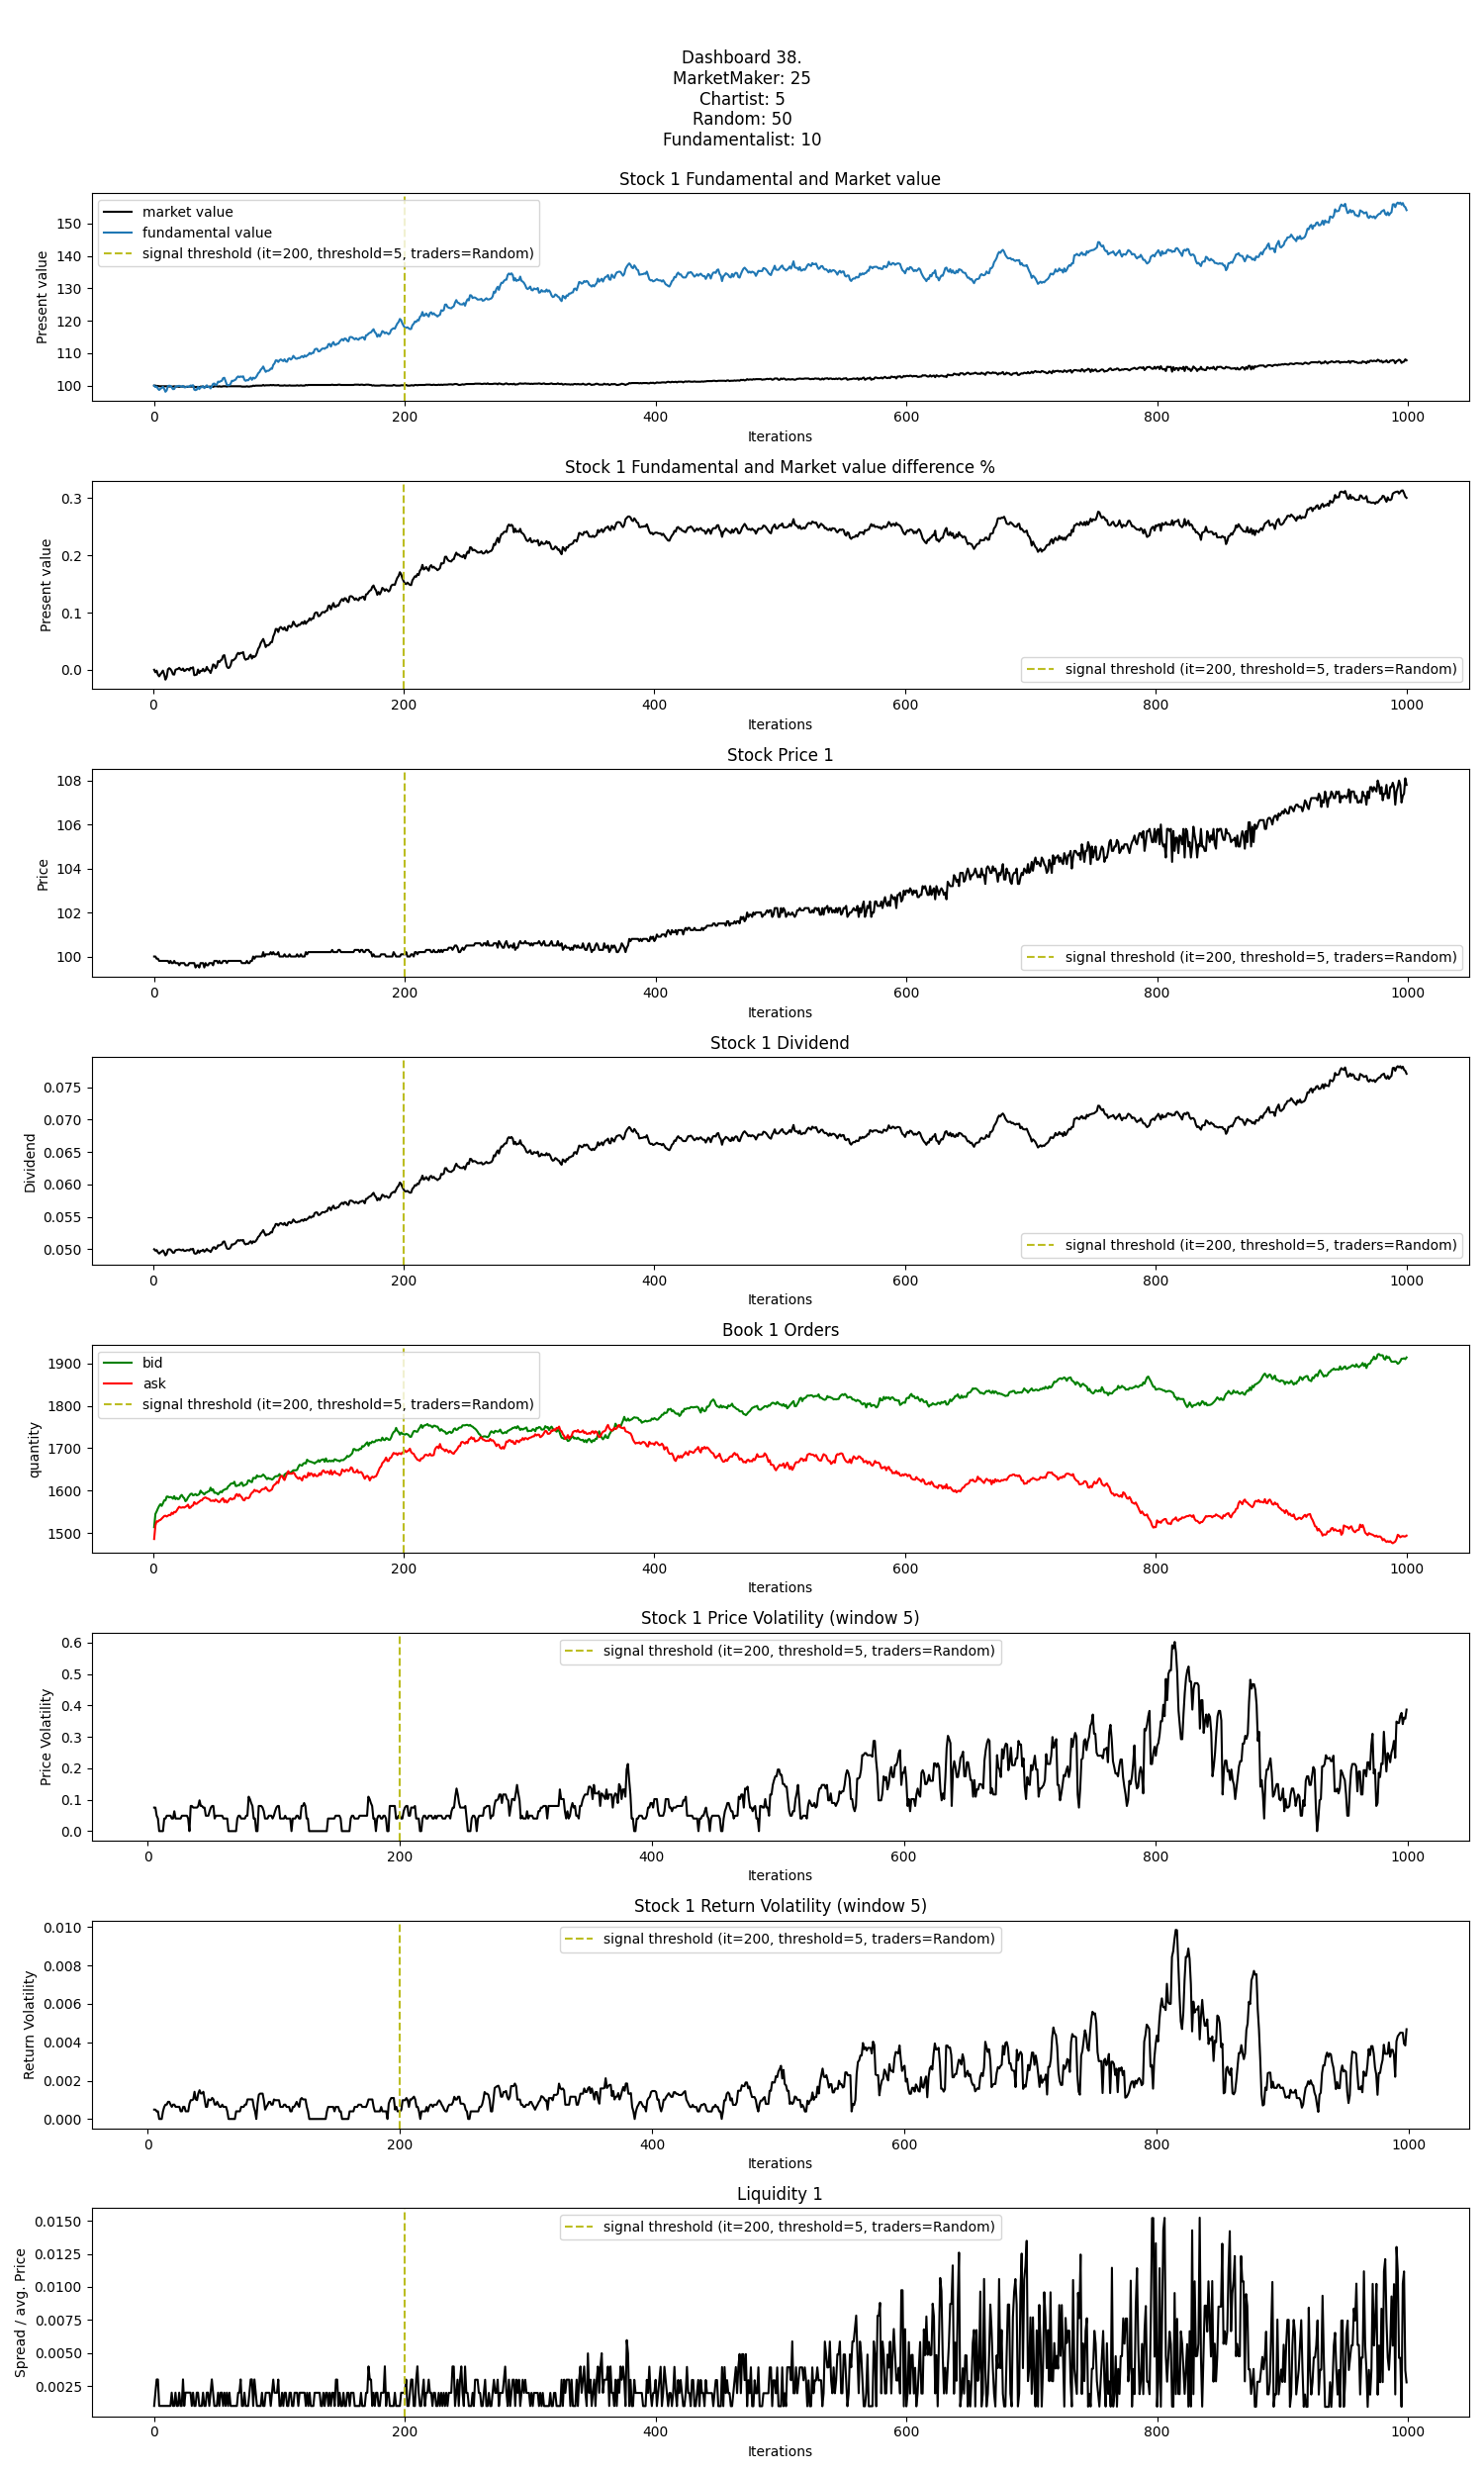 Dashboard 38.
MarketMaker: 25
Chartist: 5
Random: 50
Fundamentalist: 10
Stock 1 Fundamental and Market value
market value
fundamental value
signal threshold (it=200, threshold=5, traders=Random)
Present value
150
140
130
120
110
100
0 200 400 600 800 1000
Iterations
Stock 1 Fundamental and Market value difference %
Present value
0.3
0.2
0.1
0.0
signal threshold (it=200, threshold=5, traders=Random)
0 200 400 600 800 1000
Iterations
Stock Price 1
Price
108
106
104
102
100
signal threshold (it=200, threshold=5, traders=Random)
0 200 400 600 800 1000
Iterations
Stock 1 Dividend
Dividend
0.075
0.070
0.065
0.060
0.055
0.050
signal threshold (it=200, threshold=5, traders=Random)
0 200 400 600 800 1000
Iterations
Book 1 Orders
bid
ask
signal threshold (it=200, threshold=5, traders=Random)
quantity
1900
1800
1700
1600
1500
0 200 400 600 800 1000
Iterations
Stock 1 Price Volatility (window 5)
signal threshold (it=200, threshold=5, traders=Random)
Price Volatility
0.6
0.5
0.4
0.3
0.2
0.1
0.0
0 200 400 600 800 1000
Iterations
Stock 1 Return Volatility (window 5)
signal threshold (it=200, threshold=5, traders=Random)
Return Volatility
0.010
0.008
0.006
0.004
0.002
0.000
0 200 400 600 800 1000
Iterations
Liquidity 1
signal threshold (it=200, threshold=5, traders=Random)
Spread / avg. Price
0.0150
0.0125
0.0100
0.0075
0.0050
0.0025
0 200 400 600 800 1000
Iterations